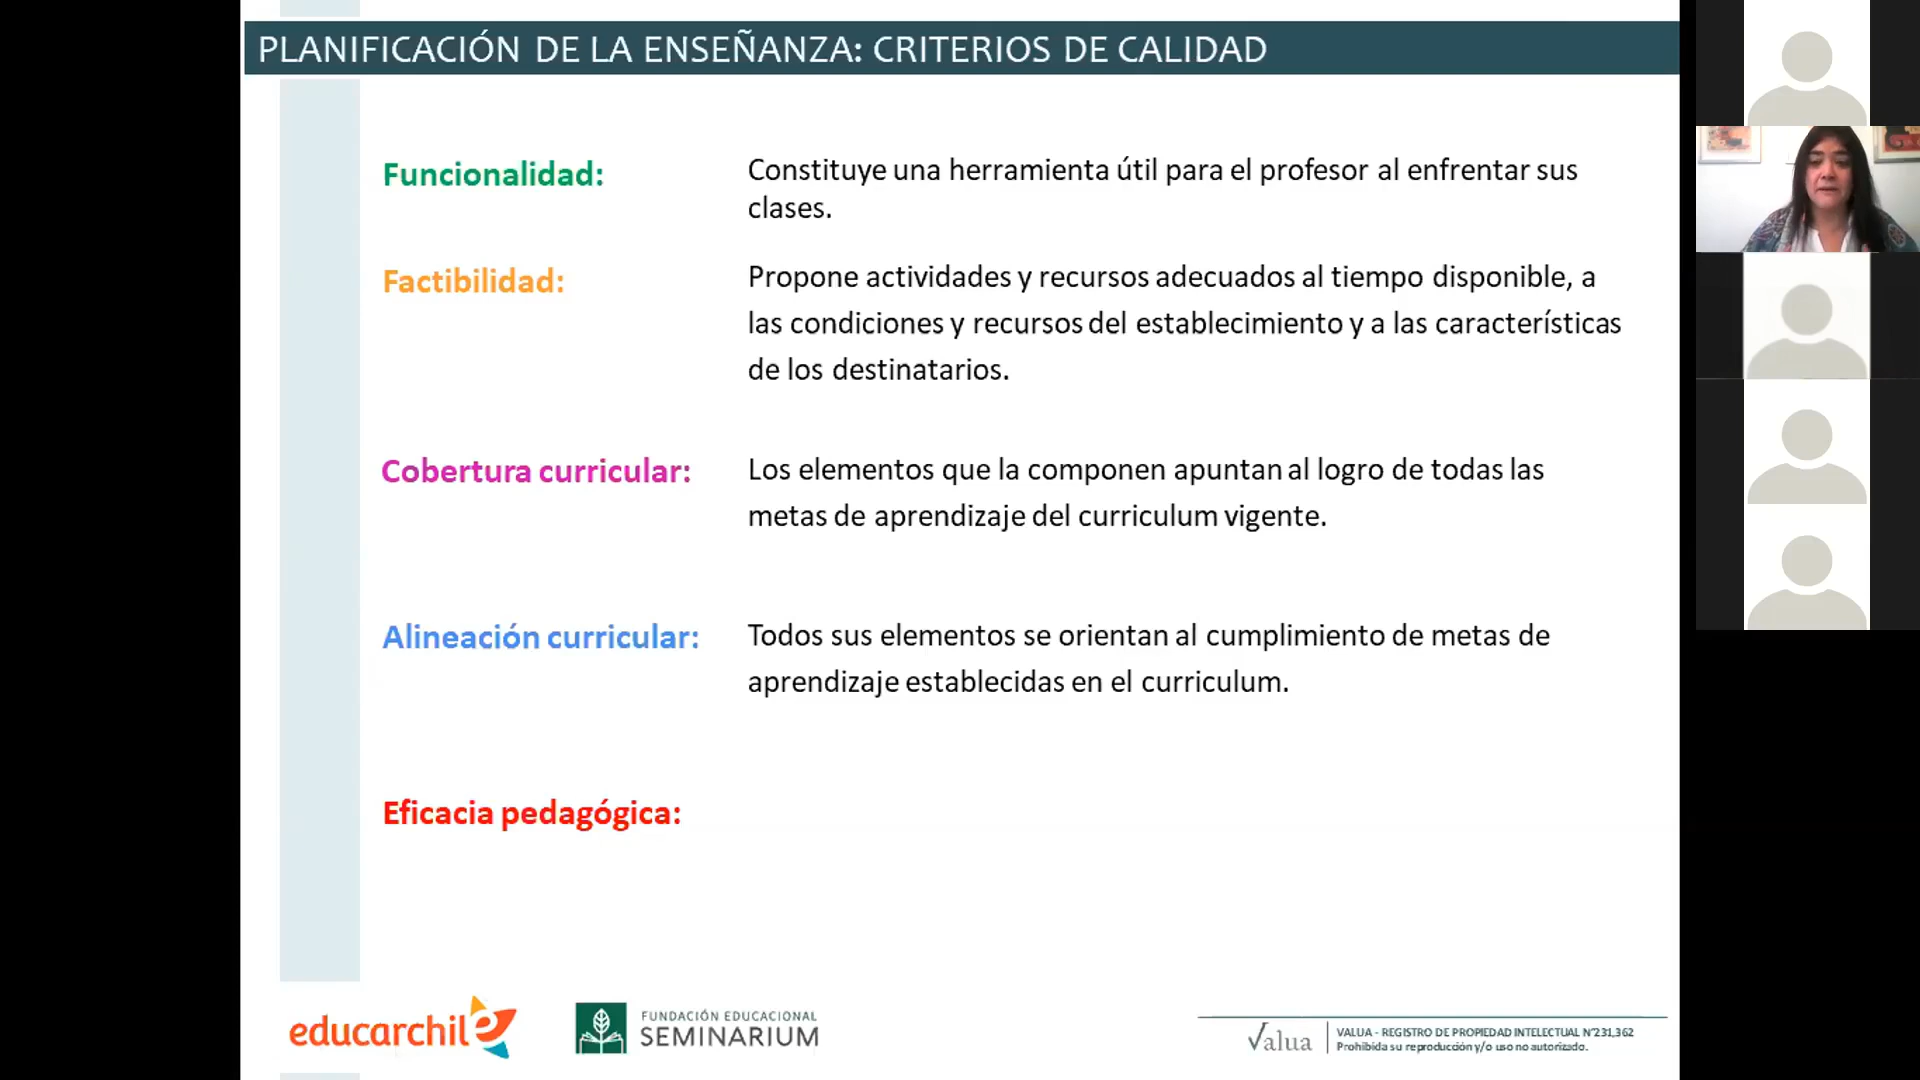 PLANIFICACIÓN DE LA ENSEÑANZA: CRITERIOS DE CALIDAD
Funcionalidad:
Constituye una herramienta útil para el profesor al enfrentar sus
clases.
Factibilidad:
Propone actividades y recursos adecuados al tiempo disponible, a
las condiciones y recursos del establecimiento y a las características
de los destinatarios.
Cobertura curricular:
Los elementos que la componen apuntan al logro de todas las
metas de aprendizaje del curriculum vigente.
Alineación curricular:
Todos sus elementos se orientan al cumplimiento de metas de
aprendizaje establecidas en el curriculum.
Eficacia pedagógica:
educarchile
FUNDACIÓN EDUCACIONAL
SEMINARIUM
Valua
VALUA - REGISTRO DE PROPIEDAD INTELECTUAL N°231,362
Prohibida su reproducción y/o uso no autorizado.